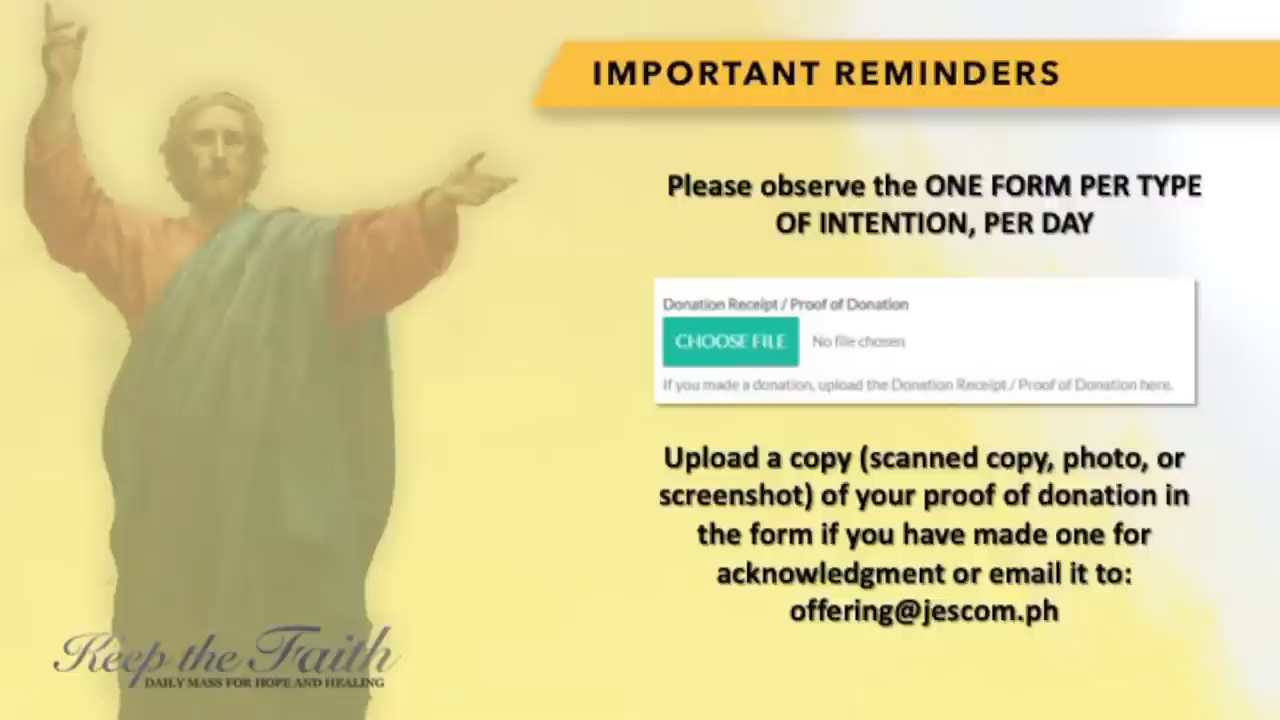 IMPORTANT REMINDERS
Please observe the ONE FORM PER TYPE
OF INTENTION, PER DAY
Donation Receipt / Proof of Donation
CHOOSE FILE No file chosen
If you made a donation, upload the Donation Receipt / Proof of Donation here.
Upload a copy (scanned copy, photo, or
screenshot) of your proof of donation in
the form if you have made one for
acknowledgment or email it to:
offering@jescom.ph
Keep the Faith
DAILY MASS FOR HOPE AND HEALING